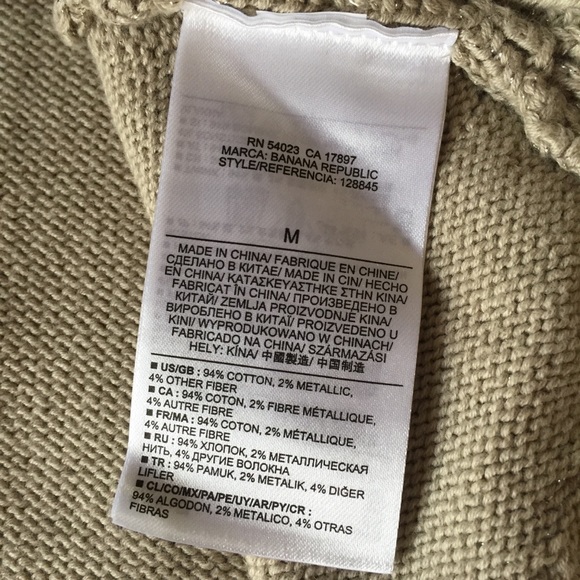 RN 54023 CA 17897
MARCA: BANANA REPUBLIC
STYLE/REFERENCIA: 128845
M
MADE IN CHINA/ FABRIQUE EN CHINE/
СДЕЛАНО В КИТАЕ/ MADE IN CIN/ HECHO
EN CHINA/ ΚΑΤΑΣΚΕΥΑΣΤΗΚΕ ΣΤΗΝ ΚΙΝΑ/
FABRICAT ÎN CHINA/ ПРОИЗВЕДЕНО В
КИТАЙ/ ZEMLJA PROIZVODNJE KINA/
ВИРОБЛЕНО В КИТАЇ/ PROIZVEDENO U
KINI/ WYPRODUKOWANO W CHINACH/
FABRICADO NA CHINA/ SZÁRMAZÁSI
HELY: KÍNA/ 中國製造/ 中国制造
■ US/GB : 94% COTTON, 2% METALLIC,
4% OTHER FIBER
■ CA : 94% COTON, 2% FIBRE MÉTALLIQUE,
4% AUTRE FIBRE
■ FR/MA : 94% COTON, 2% MÉTALLIQUE,
4% AUTRE FIBRE
■ RU : 94% ХЛОПОК, 2% МЕТАЛЛИЧЕСКАЯ
НИТЬ, 4% ДРУГИЕ ВОЛОКНА
■ TR : 94% PAMUK, 2% METALIK, 4% DIĞER
LIFLER
■ CL/CO/MX/PA/PE/UY/AR/PY/CR :
94% ALGODON, 2% METALICO, 4% OTRAS
FIBRAS